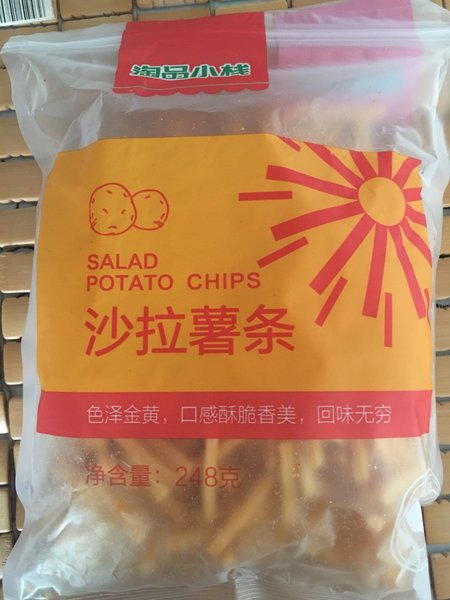 淘品小栈
SALAD
POTATO CHIPS
沙拉薯条
色泽金黄，口感酥脆香美，回味无穷
净含量：248克